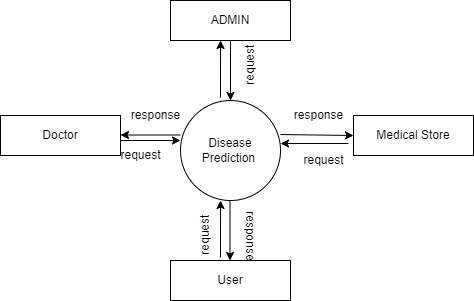 ADMIN
request
response
response
Doctor
Disease
Prediction
Medical Store
request
request
request
response
User